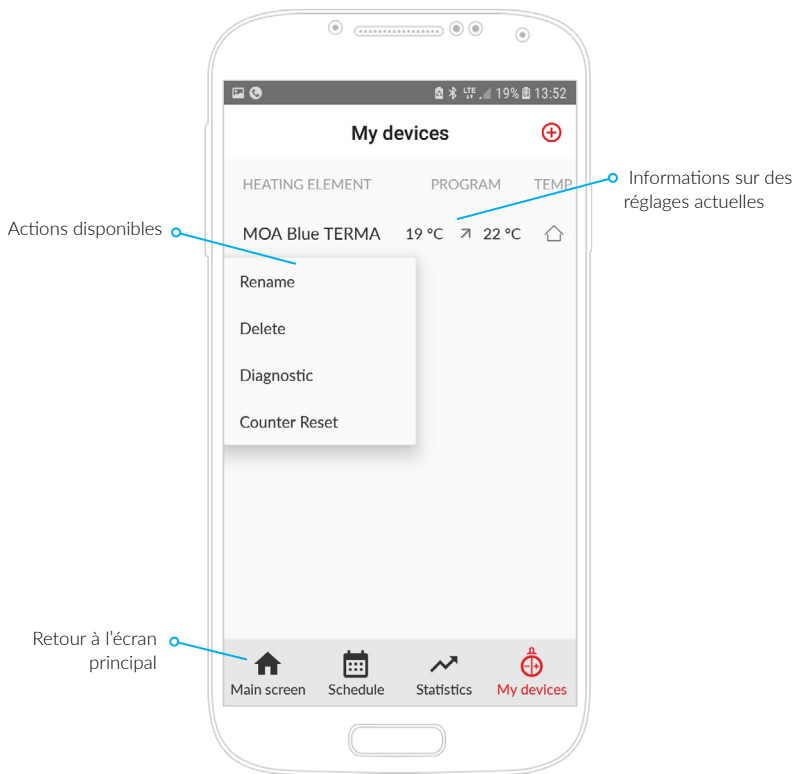 LTE 19% 13:52
My devices
HEATING ELEMENT PROGRAM TEMP
Informations sur des
réglages actuelles
Actions disponibles
MOA Blue TERMA 19 °C 22 °C
Rename
Delete
Diagnostic
Counter Reset
Retour à l'écran
principal
Main screen Schedule Statistics My devices